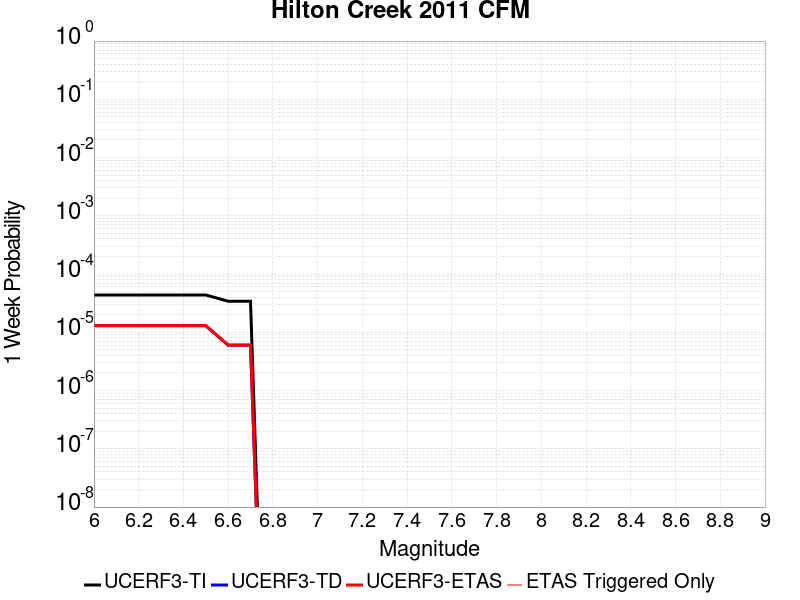 Hilton Creek 2011 CFM
10^0
10^-1
10^-2
10^-3
10^-4
10^-5
10^-6
10^-7
10^-8
1 Week Probability
6 6.2 6.4 6.6 6.8 7 7.2 7.4 7.6 7.8 8 8.2 8.4 8.6 8.8 9
Magnitude
UCERF3-TI UCERF3-TD UCERF3-ETAS ETAS Triggered Only